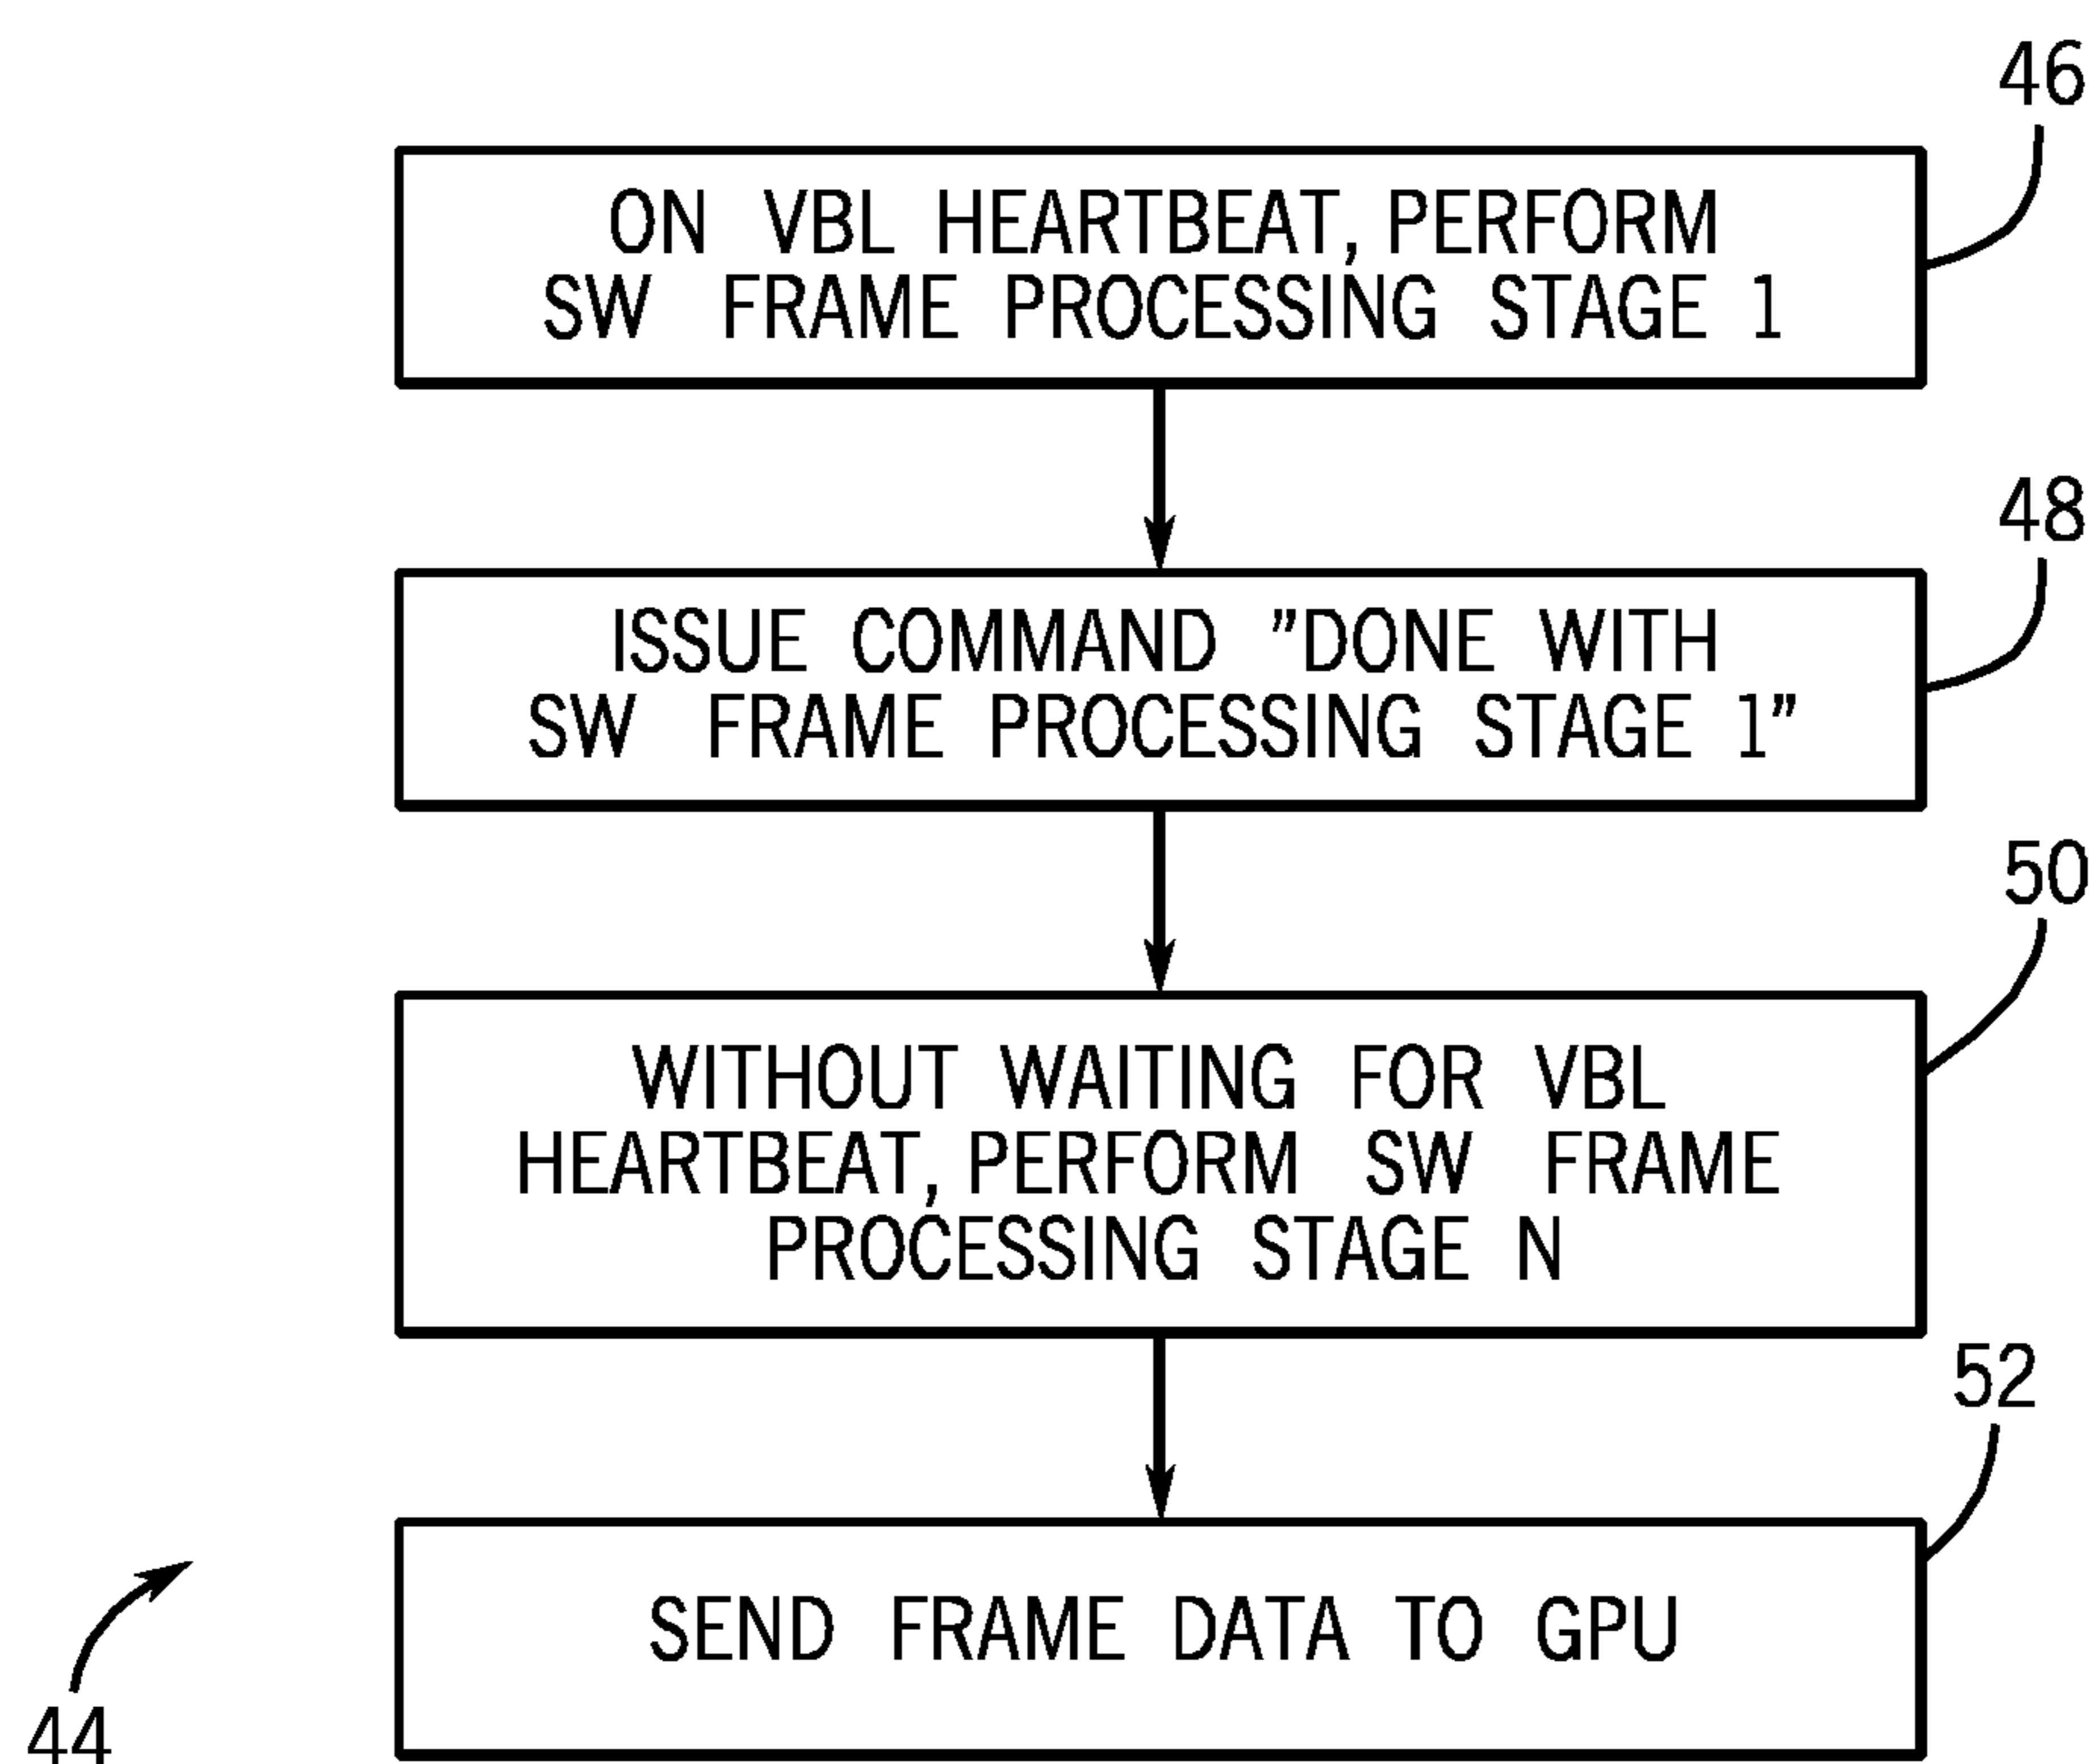 46
ON VBL HEARTBEAT, PERFORM
SW FRAME PROCESSING STAGE 1
48
ISSUE COMMAND "DONE WITH
SW FRAME PROCESSING STAGE 1"
50
WITHOUT WAITING FOR VBL
HEARTBEAT, PERFORM SW FRAME
PROCESSING STAGE N
52
SEND FRAME DATA TO GPU
44